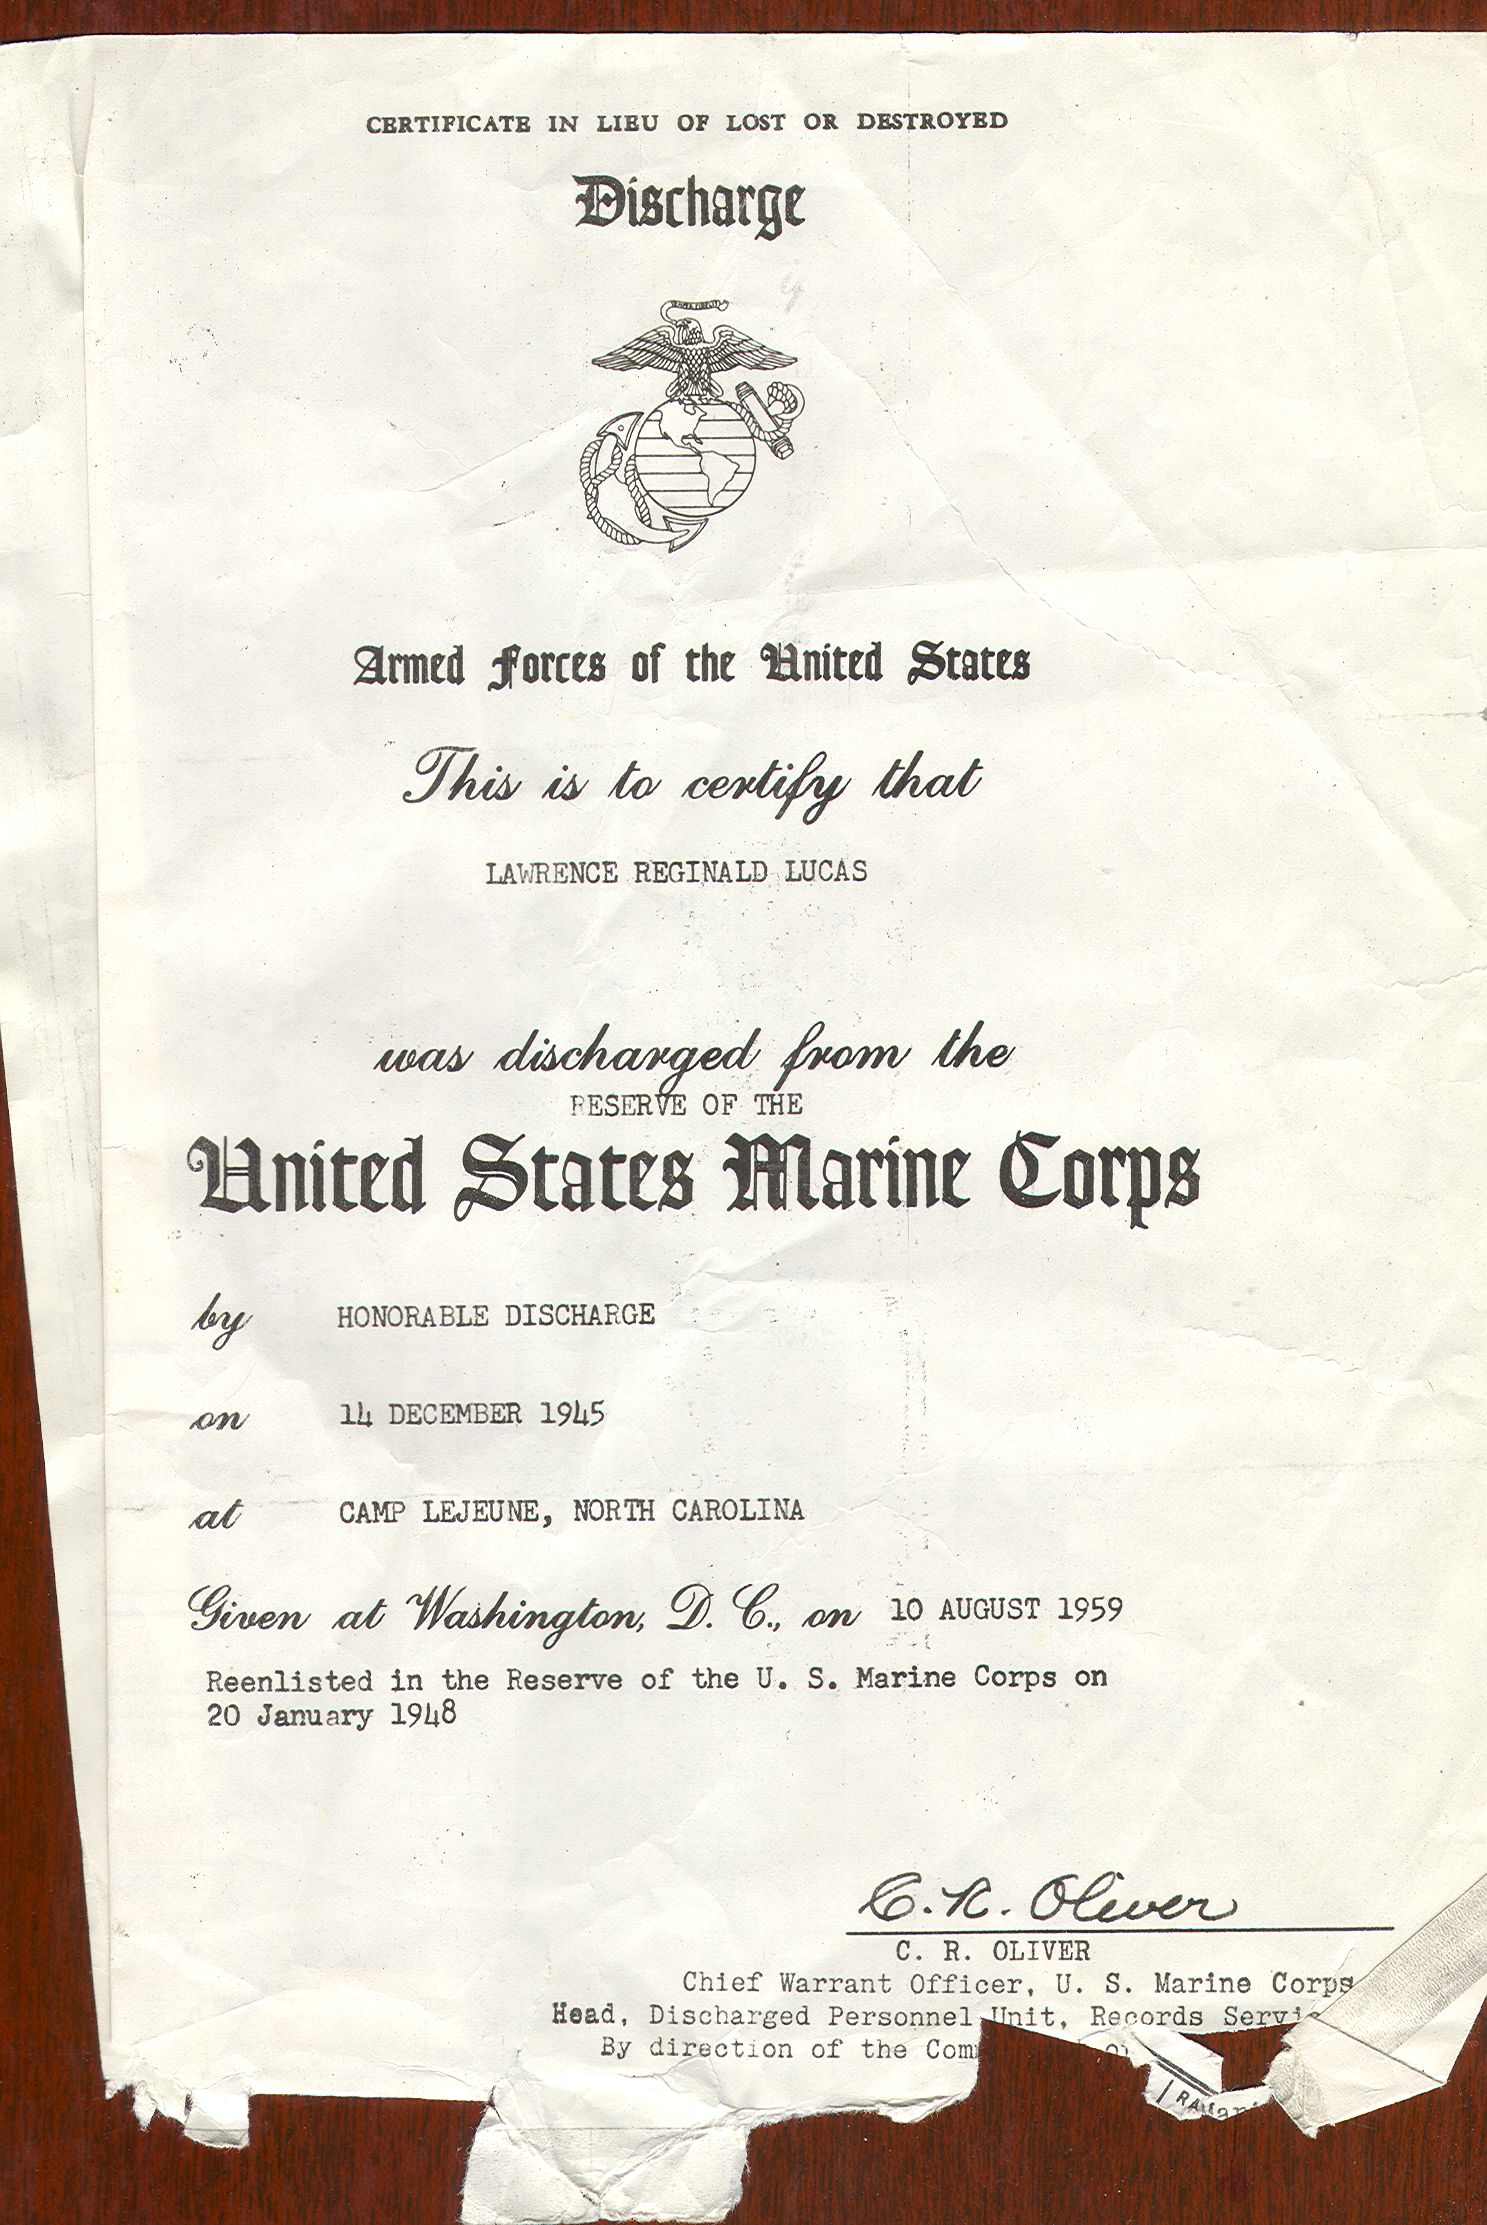 CERTIFICATE IN LIEU OF LOST OR DESTROYED
Discharge
Armed Forces of the United States
This is to certify that
LAWRENCE REGINALD LUCAS
was discharged from the
RESERVE OF THE
United States Marine Corps
by HONORABLE DISCHARGE
on 14 DECEMBER 1945
at CAMP LEJEUNE, NORTH CAROLINA
Given at Washington, D. C., on 10 AUGUST 1959
Reenlisted in the Reserve of the U. S. Marine Corps on
20 January 1948
C. R. Oliver
C. R. OLIVER
Chief Warrant Officer, U. S. Marine Corps
Head, Discharged Personnel Unit, Records Servi
By direction of the Com